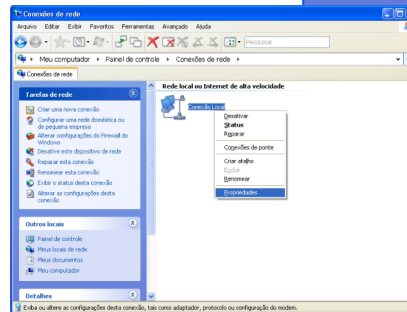 Conexões de rede
Arquivo Editar Exibir Favoritos Ferramentas Avançado Ajuda
Pesquisar
Meu computador Painel de controle Conexões de rede
Conexões de rede
Tarefas de rede
Criar uma nova conexão
Configurar uma rede doméstica ou
de pequena empresa
Alterar configurações do Firewall do
Windows
Desative este dispositivo de rede
Reparar esta conexão
Renomear esta conexão
Exibir o status desta conexão
Alterar as configurações desta
conexão
Outros locais
Painel de controle
Meus locais de rede
Meus documentos
Meu computador
Detalhes
Rede local ou Internet de alta velocidade
Conexão Local
Desativar
Status
Reparar
Conexões de ponte
Criar atalho
Excluir
Renomear
Propriedades
Exiba ou altere as configurações desta conexão, tais como adaptador, protocolo ou configuração do modem.